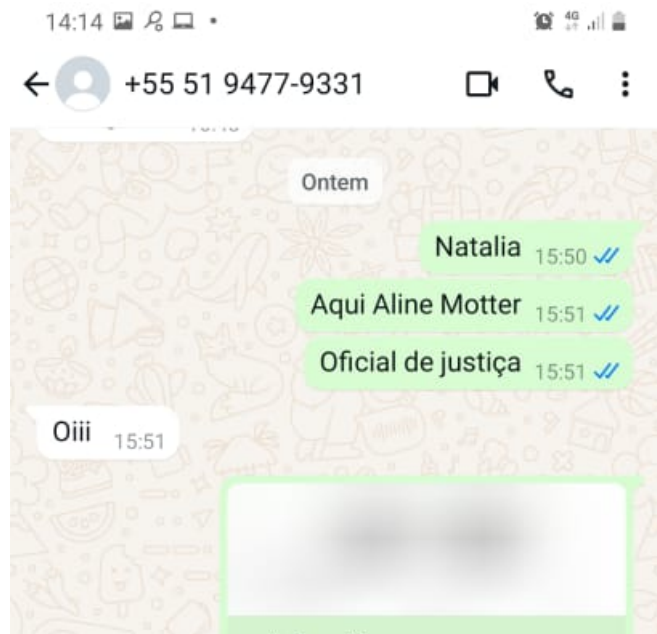 14:14
4G
+55 51 9477-9331
Ontem
Natalia 15:50
Aqui Aline Motter 15:51
Oficial de justiça 15:51
Oiii 15:51